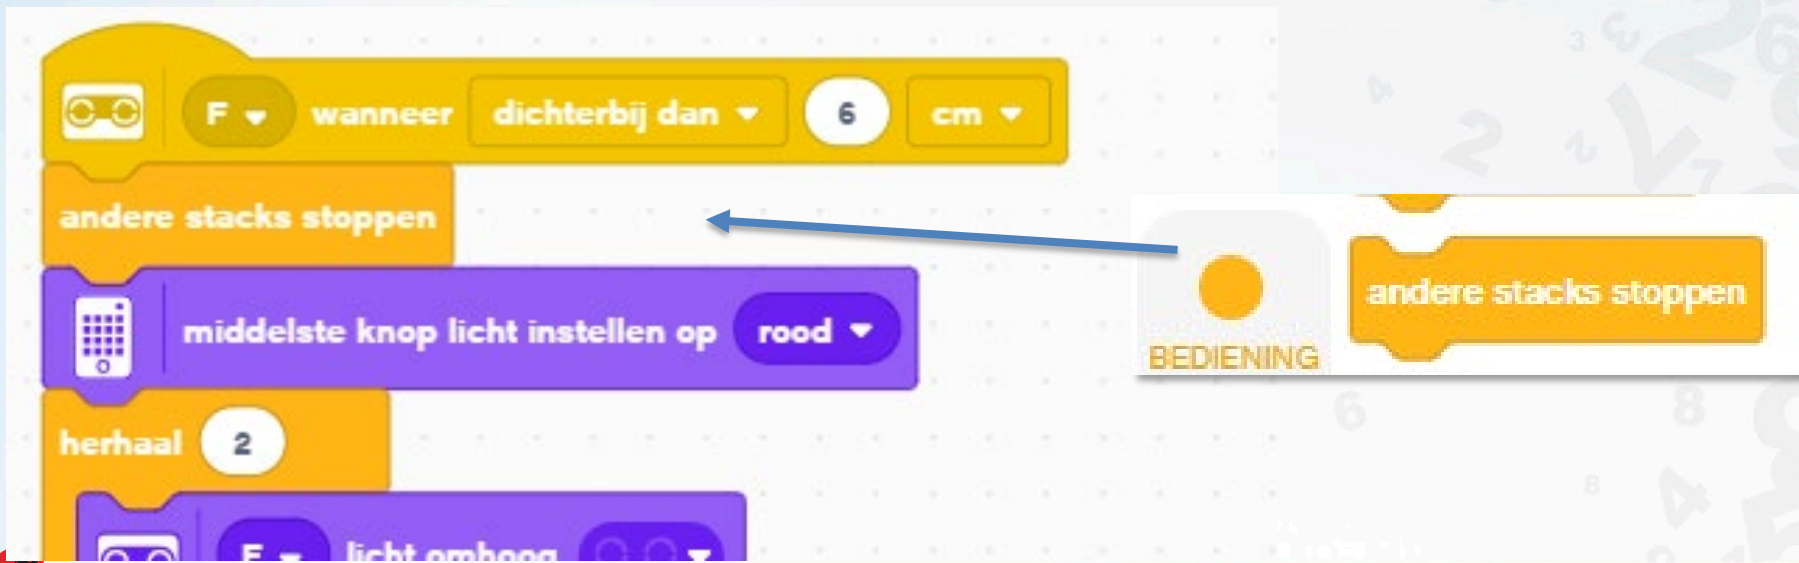 F wanneer dichterbij dan 6 cm
andere stacks stoppen
middelste knop licht instellen op rood
herhaal 2
F licht omhoog
andere stacks stoppen
BEDIENING